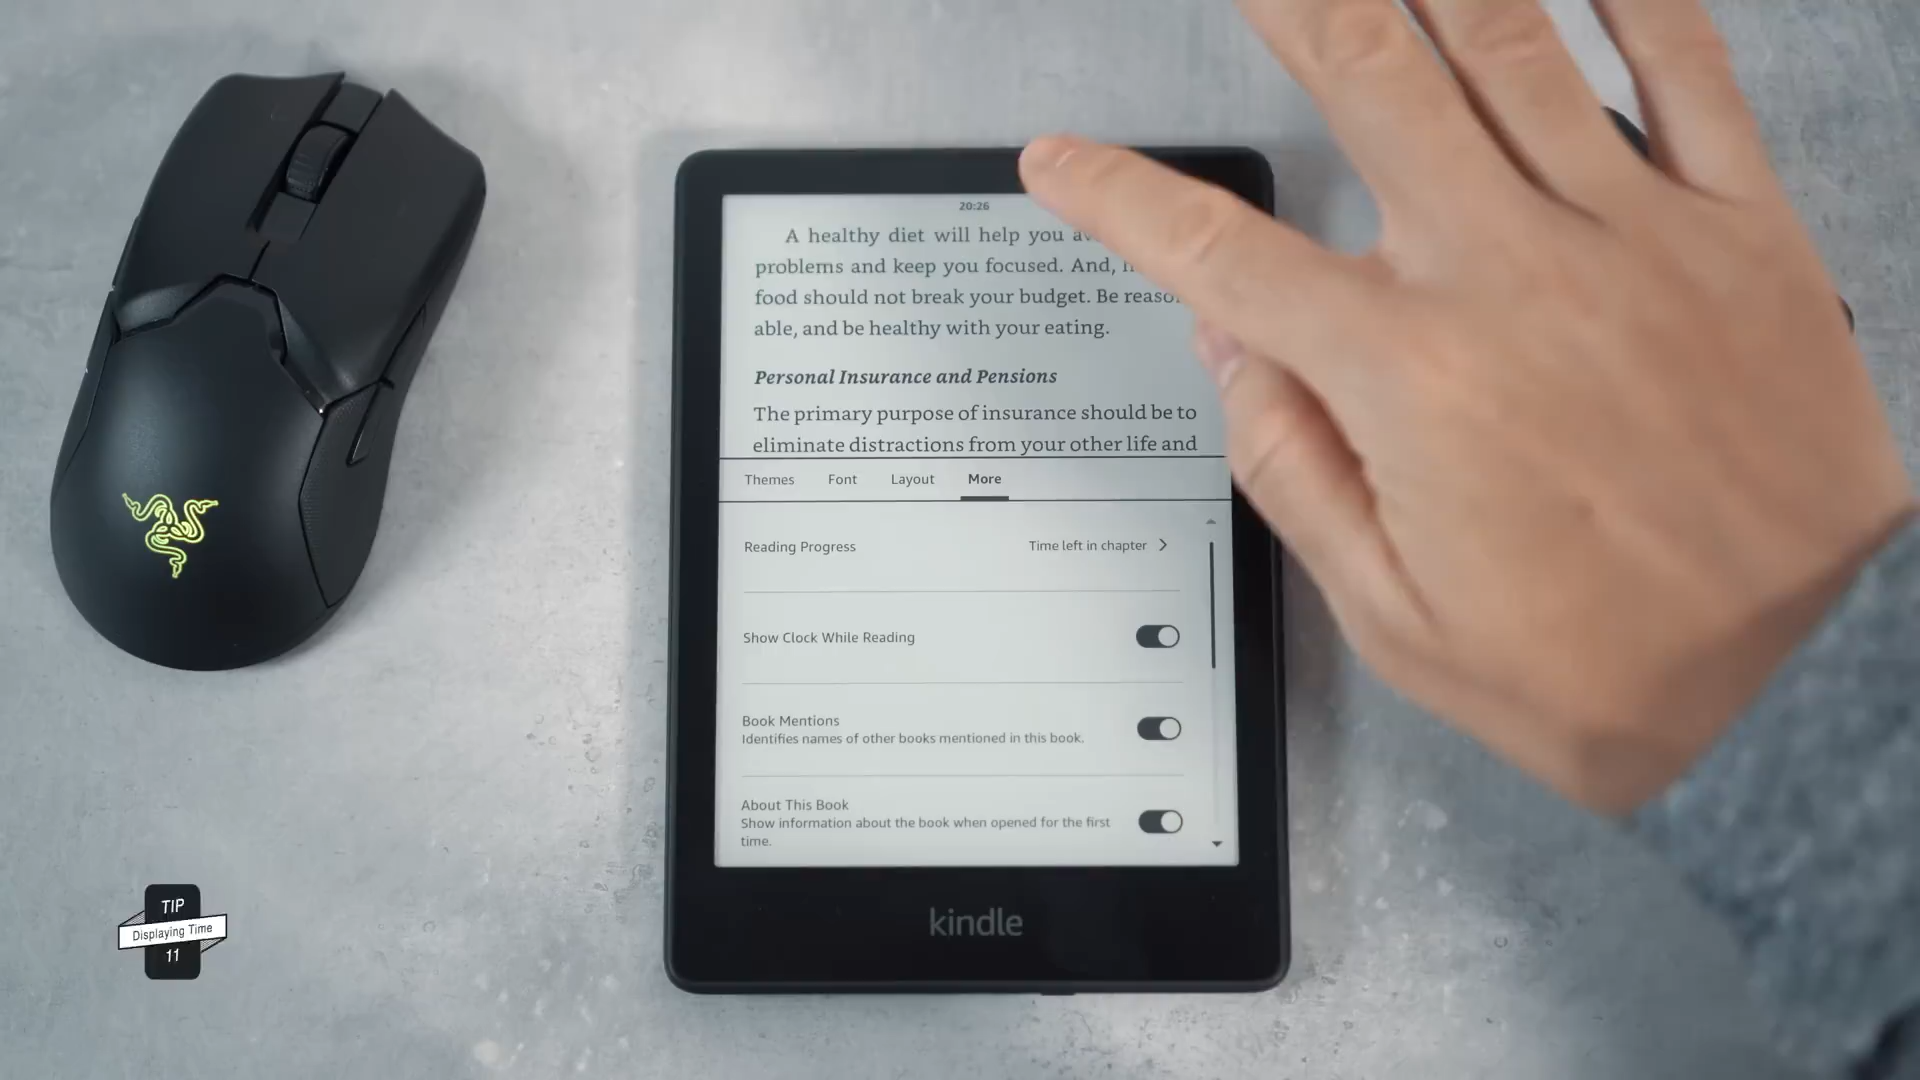 20:26
A healthy diet will help you
problems and keep you focused. And,
food should not break your budget. Be
able, and be healthy with your eating.
Personal Insurance and Pensions
The primary purpose of insurance should be to
eliminate distractions from your other life and
Themes Font Layout More
Reading Progress Time left in chapter
Show Clock While Reading
Book Mentions
Identifies names of other books mentioned in this book.
About This Book
Show information about the book when opened for the first
time.
kindle
TIP
Displaying Time
11